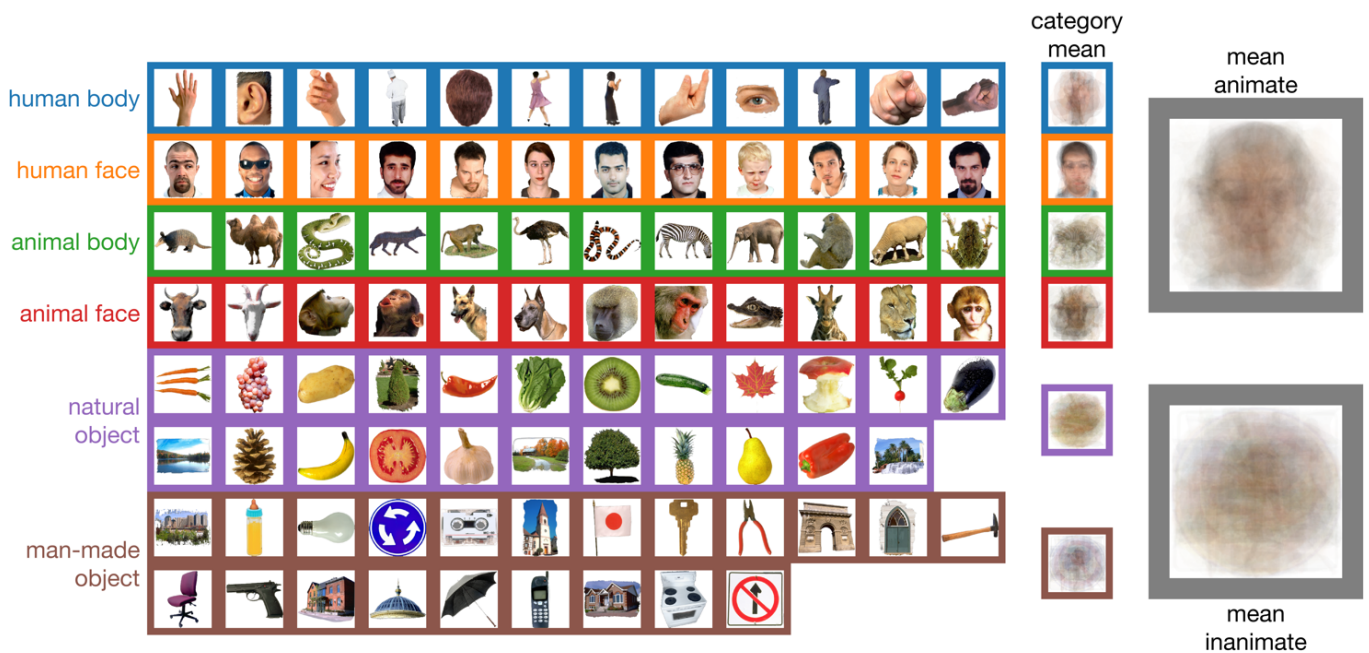 category
mean
mean
animate
human body
human face
animal body
animal face
natural
object
man-made
object
mean
inanimate